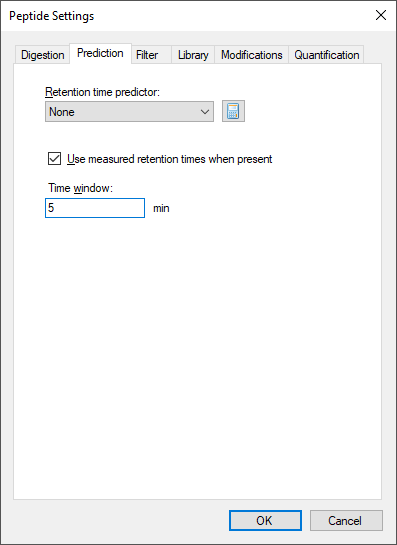 Peptide Settings
Digestion Prediction Filter Library Modifications Quantification
Retention time predictor:
None
Use measured retention times when present
Time window:
5 min
OK Cancel